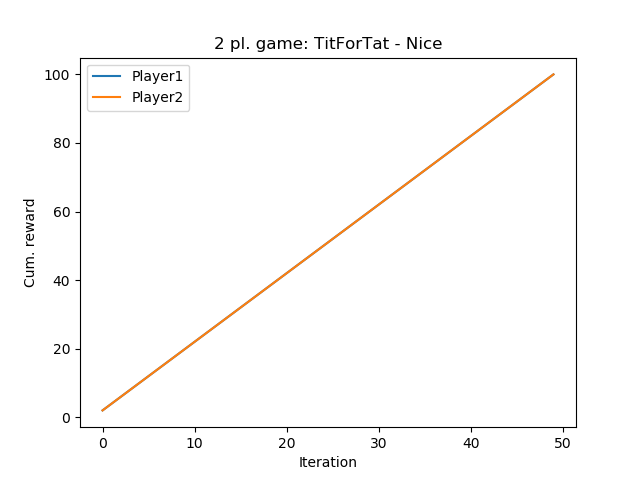 2 pl. game: TitForTat - Nice
Player1
Player2
100
80
60
40
20
0
Cum. reward
0 10 20 30 40 50
Iteration